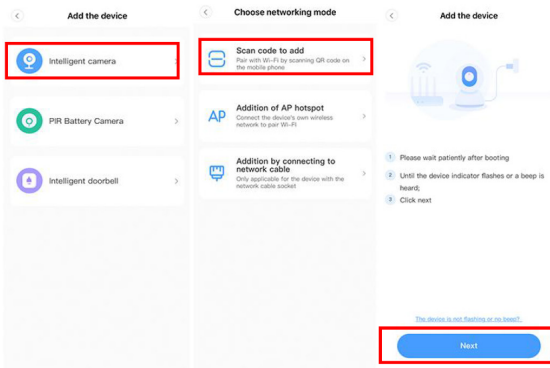 Add the device
Intelligent camera
PIR Battery Camera
Intelligent doorbell
Choose networking mode
Scan code to add
Pair with Wi-Fi by scanning QR code on
the mobile phone
AP
Addition of AP hotspot
Connect the device's own wireless
network to pair Wi-Fi
Addition by connecting to
network cable
Only applicable for the device with the
network cable socket
Add the device
1 Please wait patiently after booting
2 Until the device indicator flashes or a beep is
heard;
3 Click next
The device is not flashing or no beep?
Next